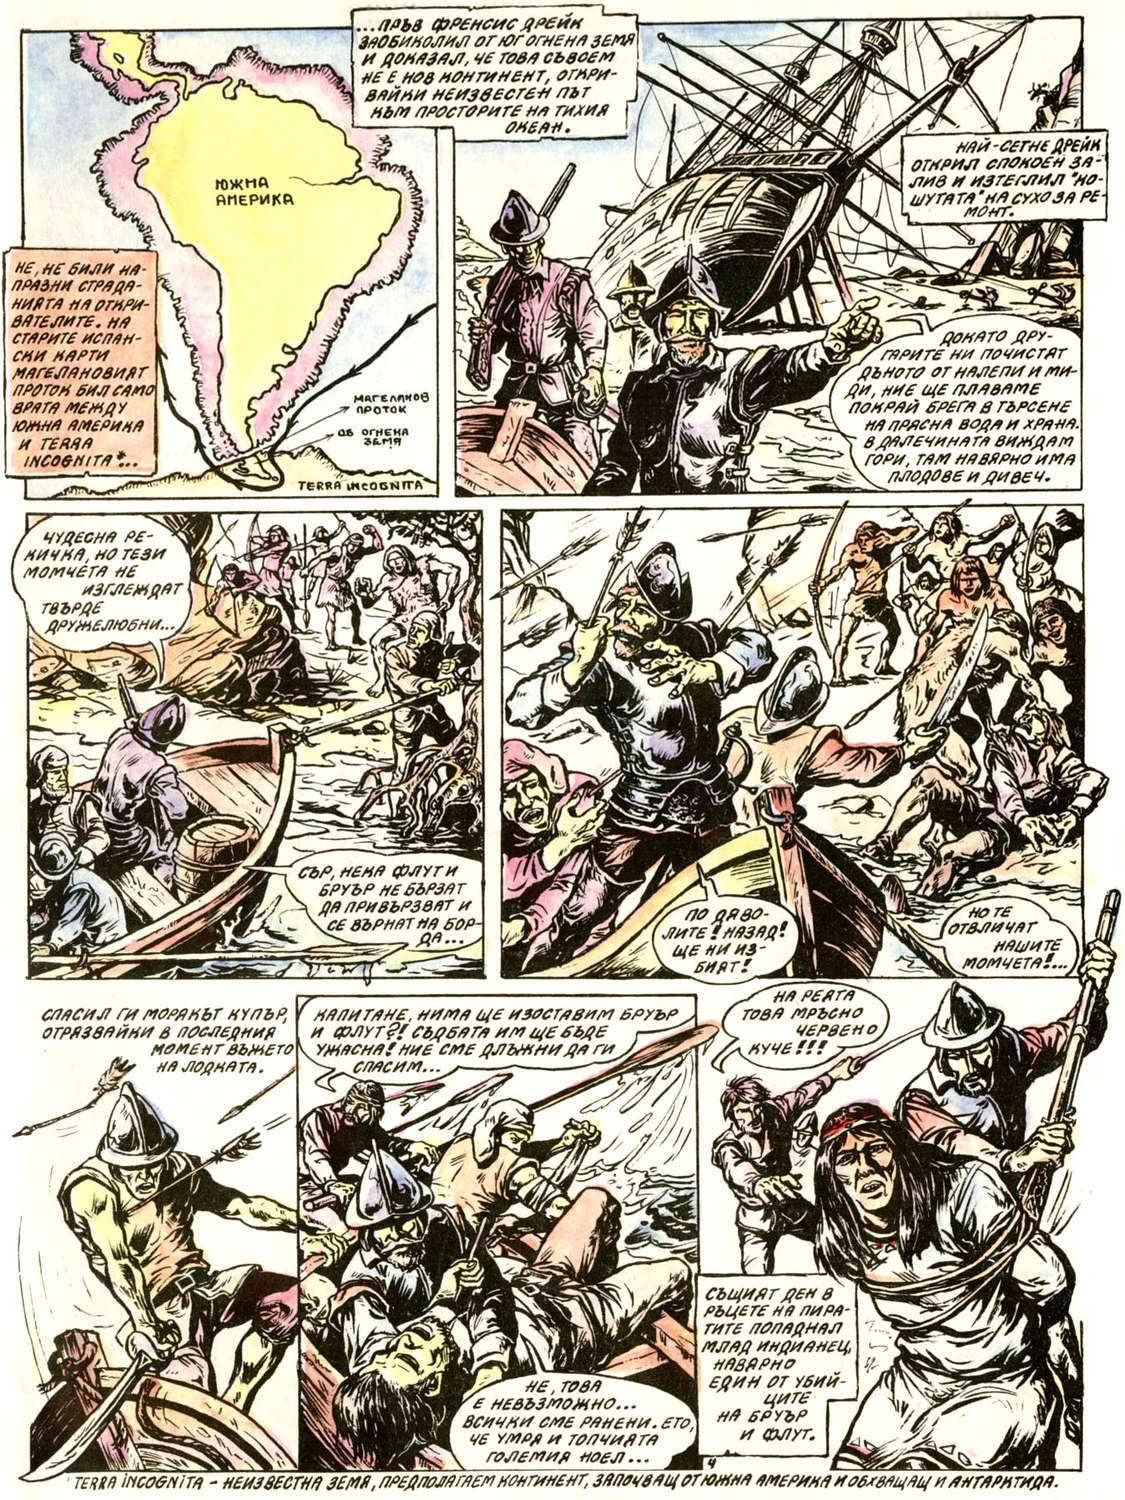 НЕ, НЕ БИЛИ НА-
ПРАЗНИ СТРАДА-
НИЯТА НА ОТКРИ-
ВАТЕЛИТЕ. НА
СТАРИТЕ ИСПАН-
СКИ КАРТИ
МАГЕЛАНОВИЯТ
ПРОТОК БИЛ САМО
ВРАТА МЕЖДУ
ЮЖНА АМЕРИКА
И TERRA
INCOGNITA*...
ЮЖНА
АМЕРИКА
МАГЕЛАНОВ
ПРОТОК
ОВ ОГНЕНА
ЗЕМЯ
TERRA INCOGNITA
...ПРЪВ ФРЕНСИС ДРЕЙК
ЗАОБИКОЛИЛ ОТ ЮГ ОГНЕНА ЗЕМЯ
И ДОКАЗАЛ, ЧЕ ТОВА СЪВСЕМ
НЕ Е НОВ КОНТИНЕНТ, ОТКРИ-
ВАЙКИ НЕИЗВЕСТЕН ПЪТ
КЪМ ПРОСТОРИТЕ НА ТИХИЯ
ОКЕАН.
НАЙ-СЕТНЕ ДРЕЙК
ОТКРИЛ СПОКОЕН ЗА-
ЛИВ И ИЗТЕГЛИЛ "КО-
ШУТАТА" НА СУХО ЗА РЕ-
МОНТ.
ДОКАТО ДРУ-
ГАРИТЕ НИ ПОЧИСТЯТ
ДЪНОТО ОТ НАЛЕПИ И МИ-
ДИ, НИЕ ЩЕ ПЛАВАМЕ
ПОКРАЙ БРЕГА В ТЪРСЕНЕ
НА ПРЯСНА ВОДА И ХРАНА.
В ДАЛЕЧИНАТА ВИЖДАМ
ГОРИ, ТАМ НАВЯРНО ИМА
ПЛОДОВЕ И ДИВЕЧ.
ЧУДЕСНА РЕ-
КИЧКА, НО ТЕЗИ
МОМЧЕТА НЕ
ИЗГЛЕЖДАТ
ТВЪРДЕ
ДРУЖЕЛЮБНИ...
СЪР, НЕКА ФЛУТ И
БРУЪР НЕ БЪРЗАТ
ДА ПРИВЪРЗВАТ И
СЕ ВЪРНАТ НА БОР-
ДА...
ПО ДЯВО-
ЛИТЕ! НАЗАД!
ЩЕ НИ ИЗ-
БИЯТ!
НО ТЕ
ОТВЛИЧАТ
НАШИТЕ
МОМЧЕТА!...
СПАСИЛ ГИ МОРЯКЪТ КУПЪР,
ОТРЯЗВАЙКИ В ПОСЛЕДНИЯ
МОМЕНТ ВЪЖЕТО
НА ЛОДКАТА.
КАПИТАНЕ, НИМА ЩЕ ИЗОСТАВИМ БРУЪР
И ФЛУТ?! СЪДБАТА ИМ ЩЕ БЪДЕ
УЖАСНА! НИЕ СМЕ ДЛЪЖНИ ДА ГИ
СПАСИМ...
НЕ, ТОВА
Е НЕВЪЗМОЖНО...
ВСИЧКИ СМЕ РАНЕНИ. ЕТО,
ЧЕ УМРЯ И ТОПЧИЯТА
ГОЛЕМИЯ НОЕЛ...
НА РЕЯТА
ТОВА МРЪСНО
ЧЕРВЕНО
КУЧЕ!!!
СЪЩИЯТ ДЕН В
РЪЦЕТЕ НА ПИРА-
ТИТЕ ПОПАДНАЛ
МЛАД ИНДИАНЕЦ,
НАВЯРНО
ЕДИН ОТ УБИЙ-
ЦИТЕ
НА БРУЪР
И ФЛУТ.
4
* TERRA INCOGNITA - НЕИЗВЕСТНА ЗЕМЯ, ПРЕДПОЛАГАЕМ КОНТИНЕНТ, ЗАПОЧВАЩ ОТ ЮЖНА АМЕРИКА И ОБХВАЩАЩ И АНТАРКТИДА.